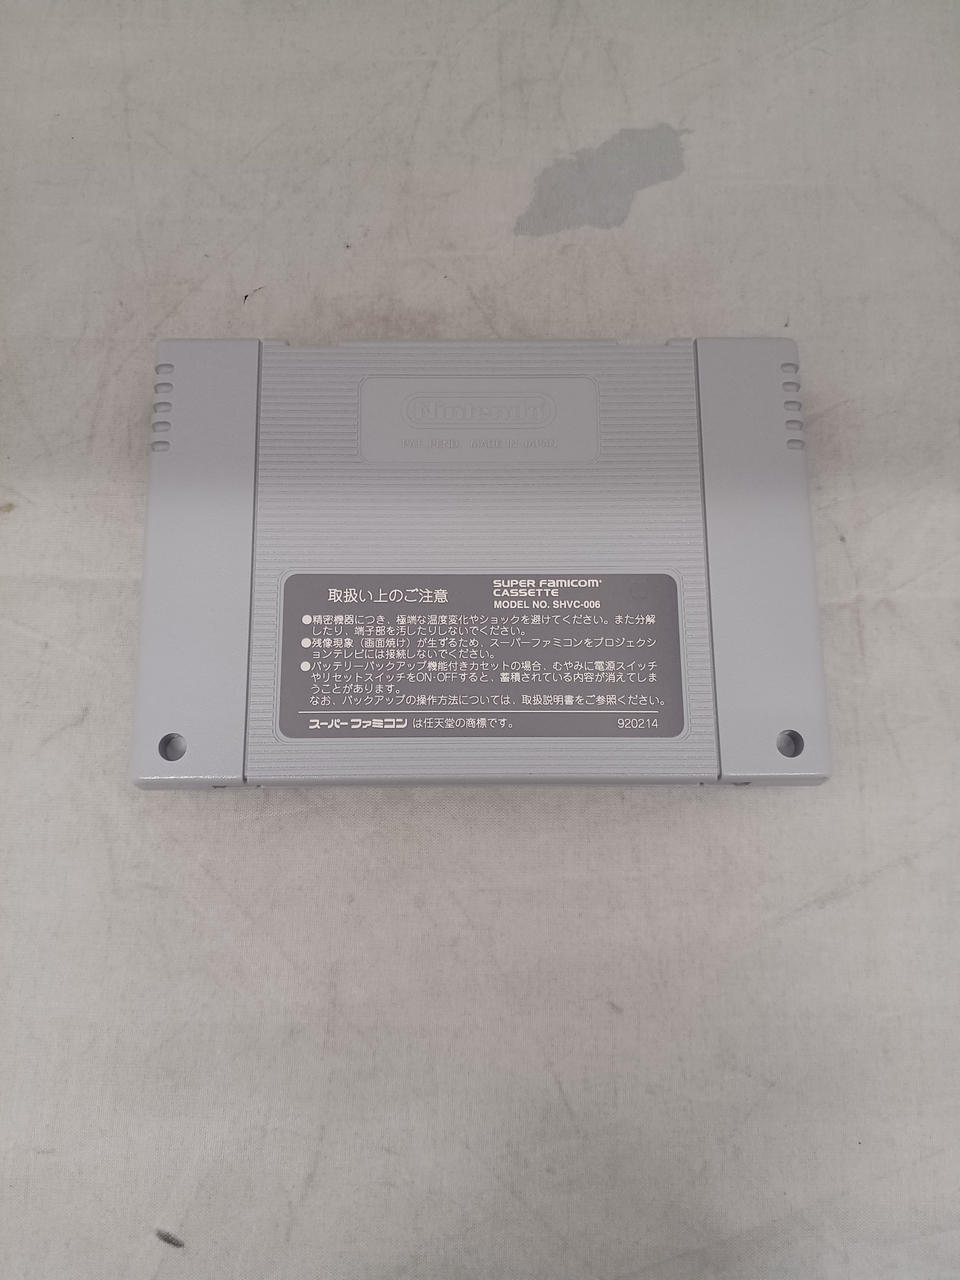 Nintendo
PAT. PEND. MADE IN JAPAN
取扱い上のご注意
SUPER FAMICOM
CASSETTE
MODEL NO. SHVC-006
●精密機器につき、極端な温度変化やショックを避けてください。また分解
したり、端子部を汚したりしないでください。
●残像現象（画面焼け）が生ずるため、スーパーファミコンをプロジェクシ
ョンテレビには接続しないでください。
●バッテリーバックアップ機能付きカセットの場合、むやみに電源スイッチ
やリセットスイッチをON・OFFすると、蓄積されている内容が消えてしま
うことがあります。
なお、バックアップの操作方法については、取扱説明書をご参照ください。
スーパーファミコン は任天堂の商標です。 920214